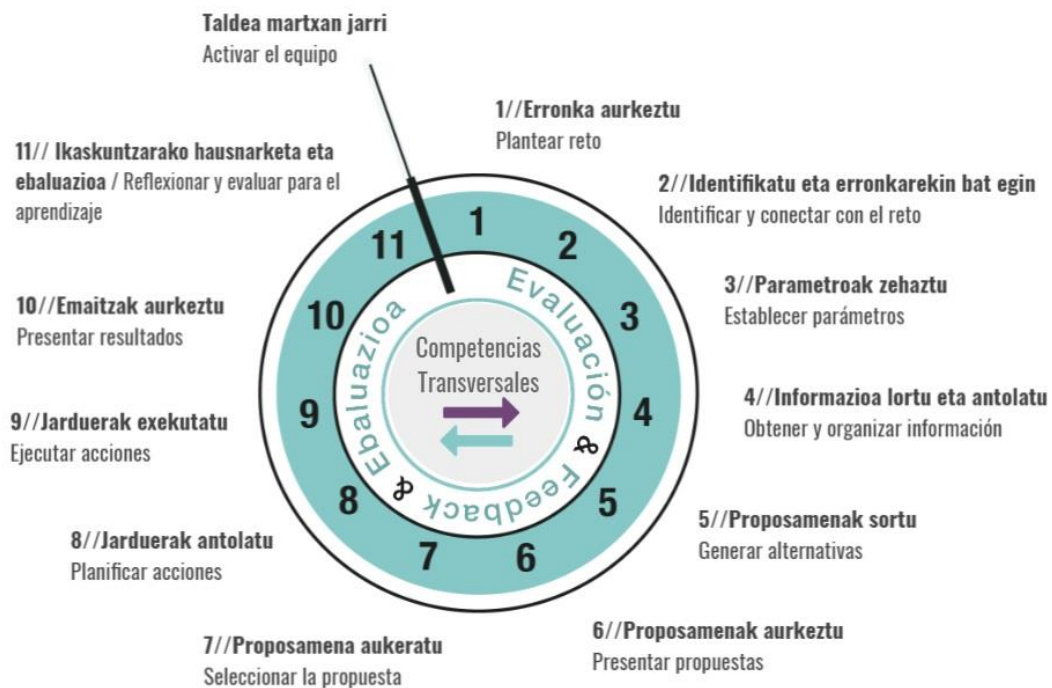 Taldea martxan jarri
Activar el equipo
1//Erronka aurkeztu
Plantear reto
2//Identifikatu eta erronkarekin bat egin
Identificar y conectar con el reto
3//Parametroak zehaztu
Establecer parámetros
4//Informazioa lortu eta antolatu
Obtener y organizar información
5//Proposamenak sortu
Generar alternativas
6//Proposamenak aurkeztu
Presentar propuestas
7//Proposamena aukeratu
Seleccionar la propuesta
8//Jarduerak antolatu
Planificar acciones
9//Jarduerak exekutatu
Ejecutar acciones
10//Emaitzak aurkeztu
Presentar resultados
11// Ikaskuntzarako hausnarketa eta
ebaluazioa / Reflexionar y evaluar para el
aprendizaje
1
2
3
4
5
6
7
8
9
10
11
Evaluación & Feedback & Ebaluazioa
Competencias
Transversales